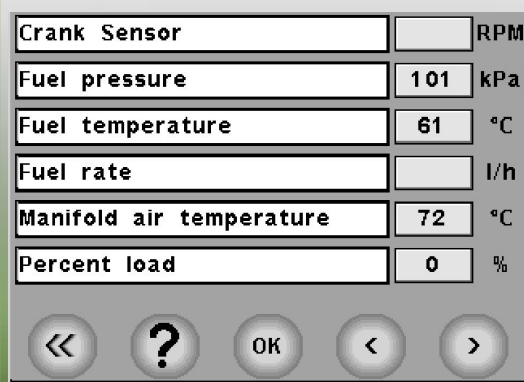 Crank Sensor RPM
Fuel pressure 101 kPa
Fuel temperature 61 °C
Fuel rate l/h
Manifold air temperature 72 °C
Percent load 0 %
« ? OK < >